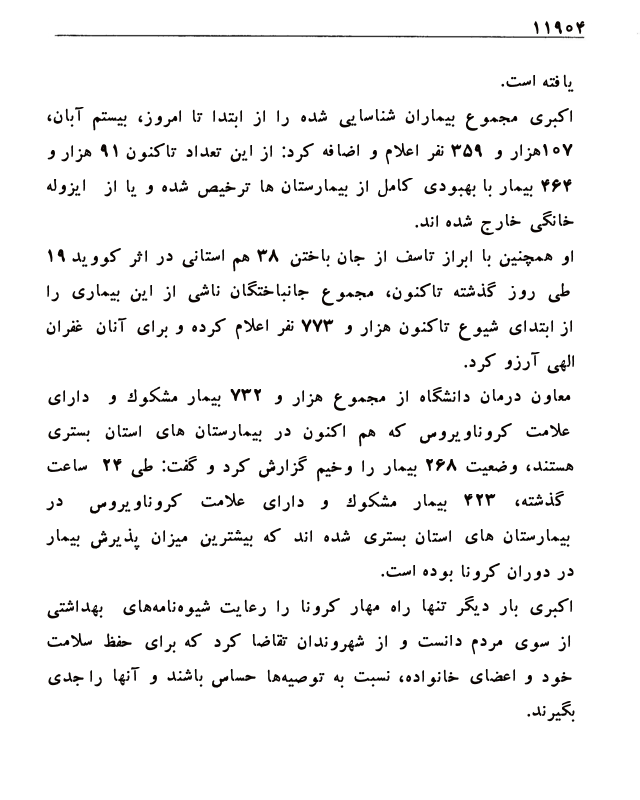 ۱۱۹۰۴
یافته است.
اکبری مجموع بیماران شناسایی شده را از ابتدا تا امروز، بیستم آبان،
۱۰۷هزار و ۳۵۹ نفر اعلام و اضافه کرد: از این تعداد تاکنون ۹۱ هزار و
۴۶۴ بیمار با بهبودی کامل از بیمارستان ها ترخیص شده و یا از ایزوله
خانگی خارج شده اند.
او همچنین با ابراز تاسف از جان باختن ۳۸ هم استانی در اثر کووید ۱۹
طی روز گذشته تاکنون، مجموع جانباختگان ناشی از این بیماری را
از ابتدای شیوع تاکنون هزار و ۷۷۳ نفر اعلام کرده و برای آنان غفران
الهی آرزو کرد.
معاون درمان دانشگاه از مجموع هزار و ۷۳۲ بیمار مشکوك و دارای
علامت کروناویروس که هم اکنون در بیمارستان های استان بستری
هستند، وضعیت ۲۶۸ بیمار را وخیم گزارش کرد و گفت: طی ۲۴ ساعت
گذشته، ۴۲۳ بیمار مشکوك و دارای علامت کروناویروس در
بیمارستان های استان بستری شده اند که بیشترین میزان پذیرش بیمار
در دوران کرونا بوده است.
اکبری بار دیگر تنها راه مهار کرونا را رعایت شیوه‌نامه‌های بهداشتی
از سوی مردم دانست و از شهروندان تقاضا کرد که برای حفظ سلامت
خود و اعضای خانواده، نسبت به توصیه‌ها حساس باشند و آنها را جدی
بگیرند.